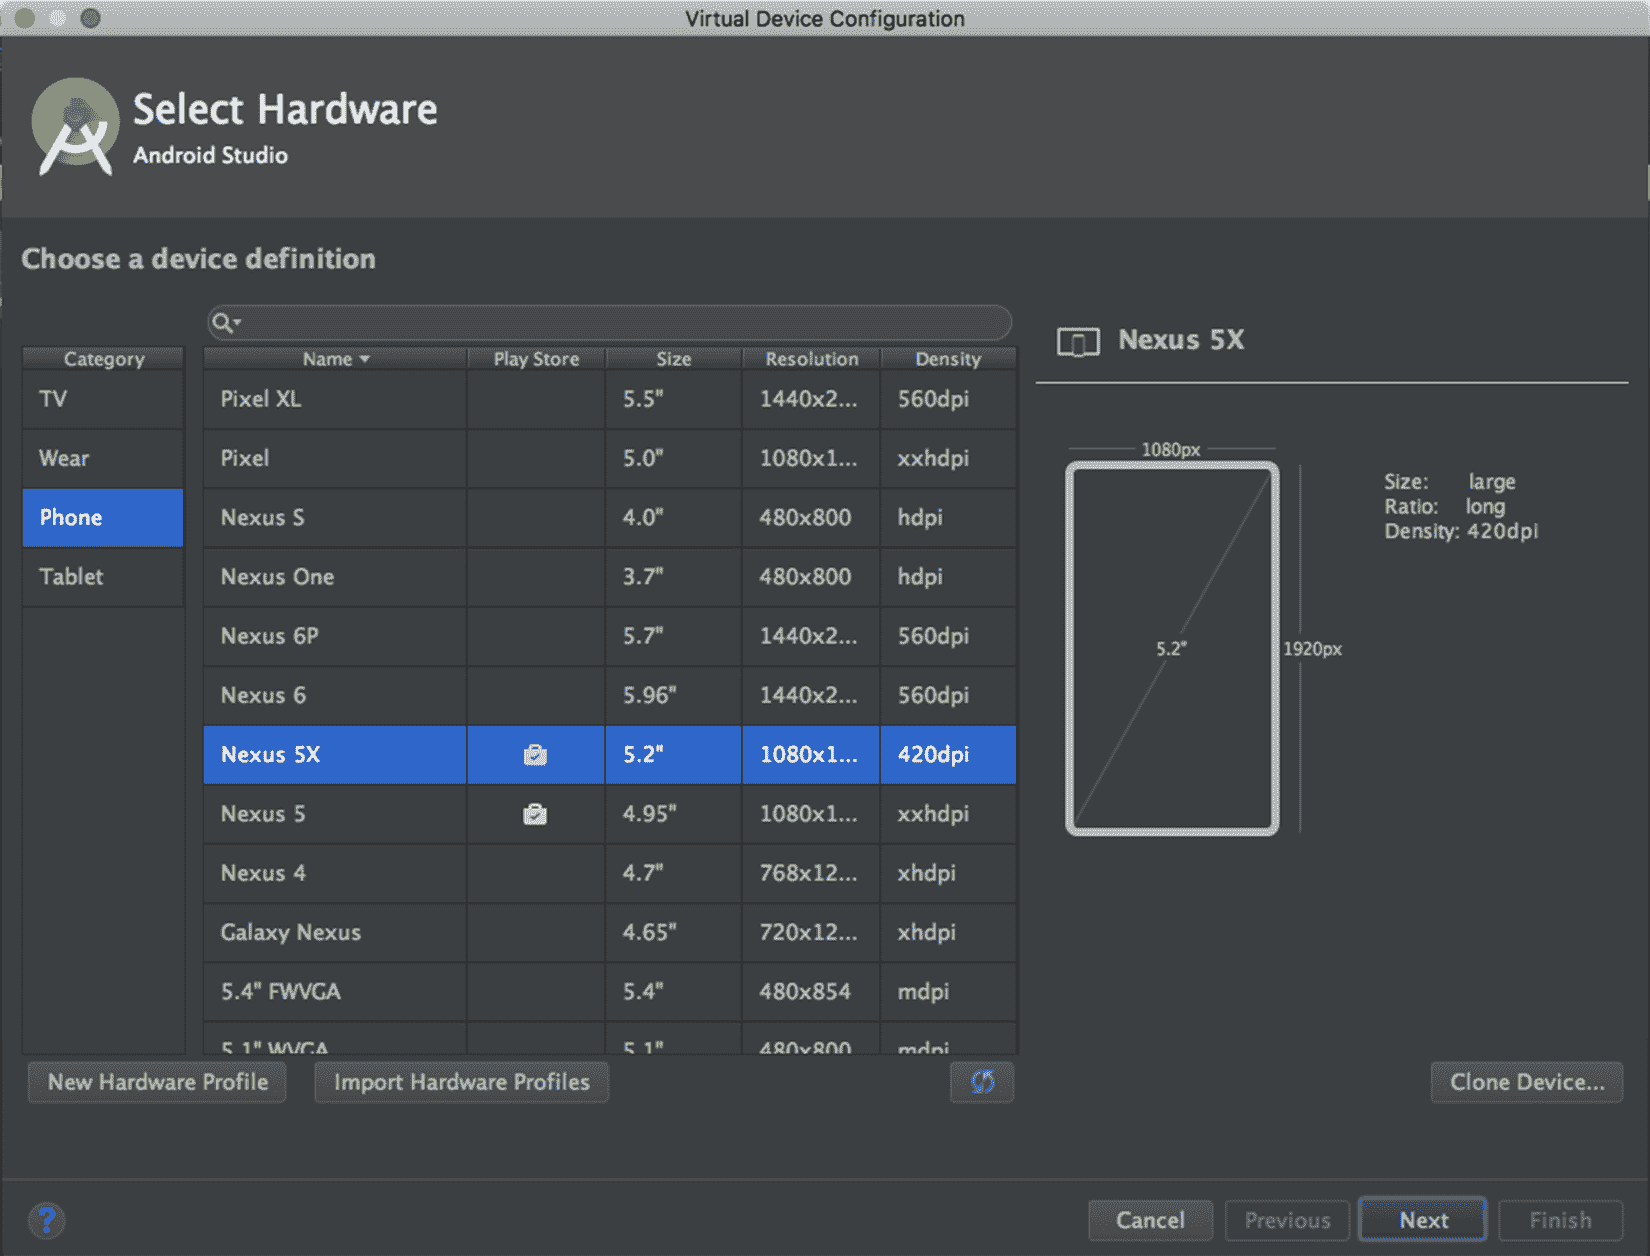 Virtual Device Configuration
Select Hardware
Android Studio
Choose a device definition
Category
TV
Wear
Phone
Tablet
Name Play Store Size Resolution Density
Pixel XL 5.5" 1440x2... 560dpi
Pixel 5.0" 1080x1... xxhdpi
Nexus S 4.0" 480x800 hdpi
Nexus One 3.7" 480x800 hdpi
Nexus 6P 5.7" 1440x2... 560dpi
Nexus 6 5.96" 1440x2... 560dpi
Nexus 5X 5.2" 1080x1... 420dpi
Nexus 5 4.95" 1080x1... xxhdpi
Nexus 4 4.7" 768x12... xhdpi
Galaxy Nexus 4.65" 720x12... xhdpi
5.4" FWVGA 5.4" 480x854 mdpi
5.1" WVGA 5.1" 480x800 mdpi
Nexus 5X
1080px
5.2"
1920px
Size: large
Ratio: long
Density: 420dpi
New Hardware Profile Import Hardware Profiles Clone Device...
? Cancel Previous Next Finish